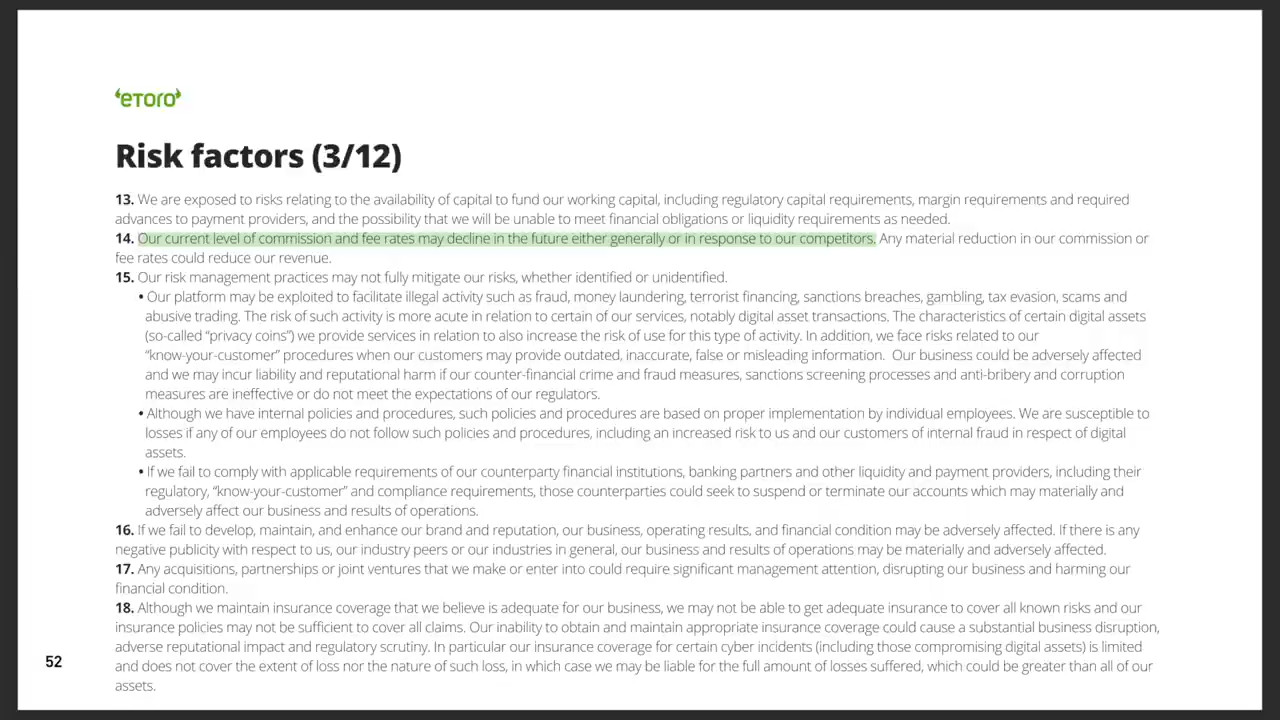 eToro
Risk factors (3/12)
13. We are exposed to risks relating to the availability of capital to fund our working capital, including regulatory capital requirements, margin requirements and required
advances to payment providers, and the possibility that we will be unable to meet financial obligations or liquidity requirements as needed.
14. Our current level of commission and fee rates may decline in the future either generally or in response to our competitors. Any material reduction in our commission or
fee rates could reduce our revenue.
15. Our risk management practices may not fully mitigate our risks, whether identified or unidentified.
• Our platform may be exploited to facilitate illegal activity such as fraud, money laundering, terrorist financing, sanctions breaches, gambling, tax evasion, scams and
abusive trading. The risk of such activity is more acute in relation to certain of our services, notably digital asset transactions. The characteristics of certain digital assets
(so-called “privacy coins”) we provide services in relation to also increase the risk of use for this type of activity. In addition, we face risks related to our
“know-your-customer” procedures when our customers may provide outdated, inaccurate, false or misleading information. Our business could be adversely affected
and we may incur liability and reputational harm if our counter-financial crime and fraud measures, sanctions screening processes and anti-bribery and corruption
measures are ineffective or do not meet the expectations of our regulators.
• Although we have internal policies and procedures, such policies and procedures are based on proper implementation by individual employees. We are susceptible to
losses if any of our employees do not follow such policies and procedures, including an increased risk to us and our customers of internal fraud in respect of digital
assets.
• If we fail to comply with applicable requirements of our counterparty financial institutions, banking partners and other liquidity and payment providers, including their
regulatory, “know-your-customer” and compliance requirements, those counterparties could seek to suspend or terminate our accounts which may materially and
adversely affect our business and results of operations.
16. If we fail to develop, maintain, and enhance our brand and reputation, our business, operating results, and financial condition may be adversely affected. If there is any
negative publicity with respect to us, our industry peers or our industries in general, our business and results of operations may be materially and adversely affected.
17. Any acquisitions, partnerships or joint ventures that we make or enter into could require significant management attention, disrupting our business and harming our
financial condition.
18. Although we maintain insurance coverage that we believe is adequate for our business, we may not be able to get adequate insurance to cover all known risks and our
insurance policies may not be sufficient to cover all claims. Our inability to obtain and maintain appropriate insurance coverage could cause a substantial business disruption,
adverse reputational impact and regulatory scrutiny. In particular our insurance coverage for certain cyber incidents (including those compromising digital assets) is limited
and does not cover the extent of loss nor the nature of such loss, in which case we may be liable for the full amount of losses suffered, which could be greater than all of our
assets.
52